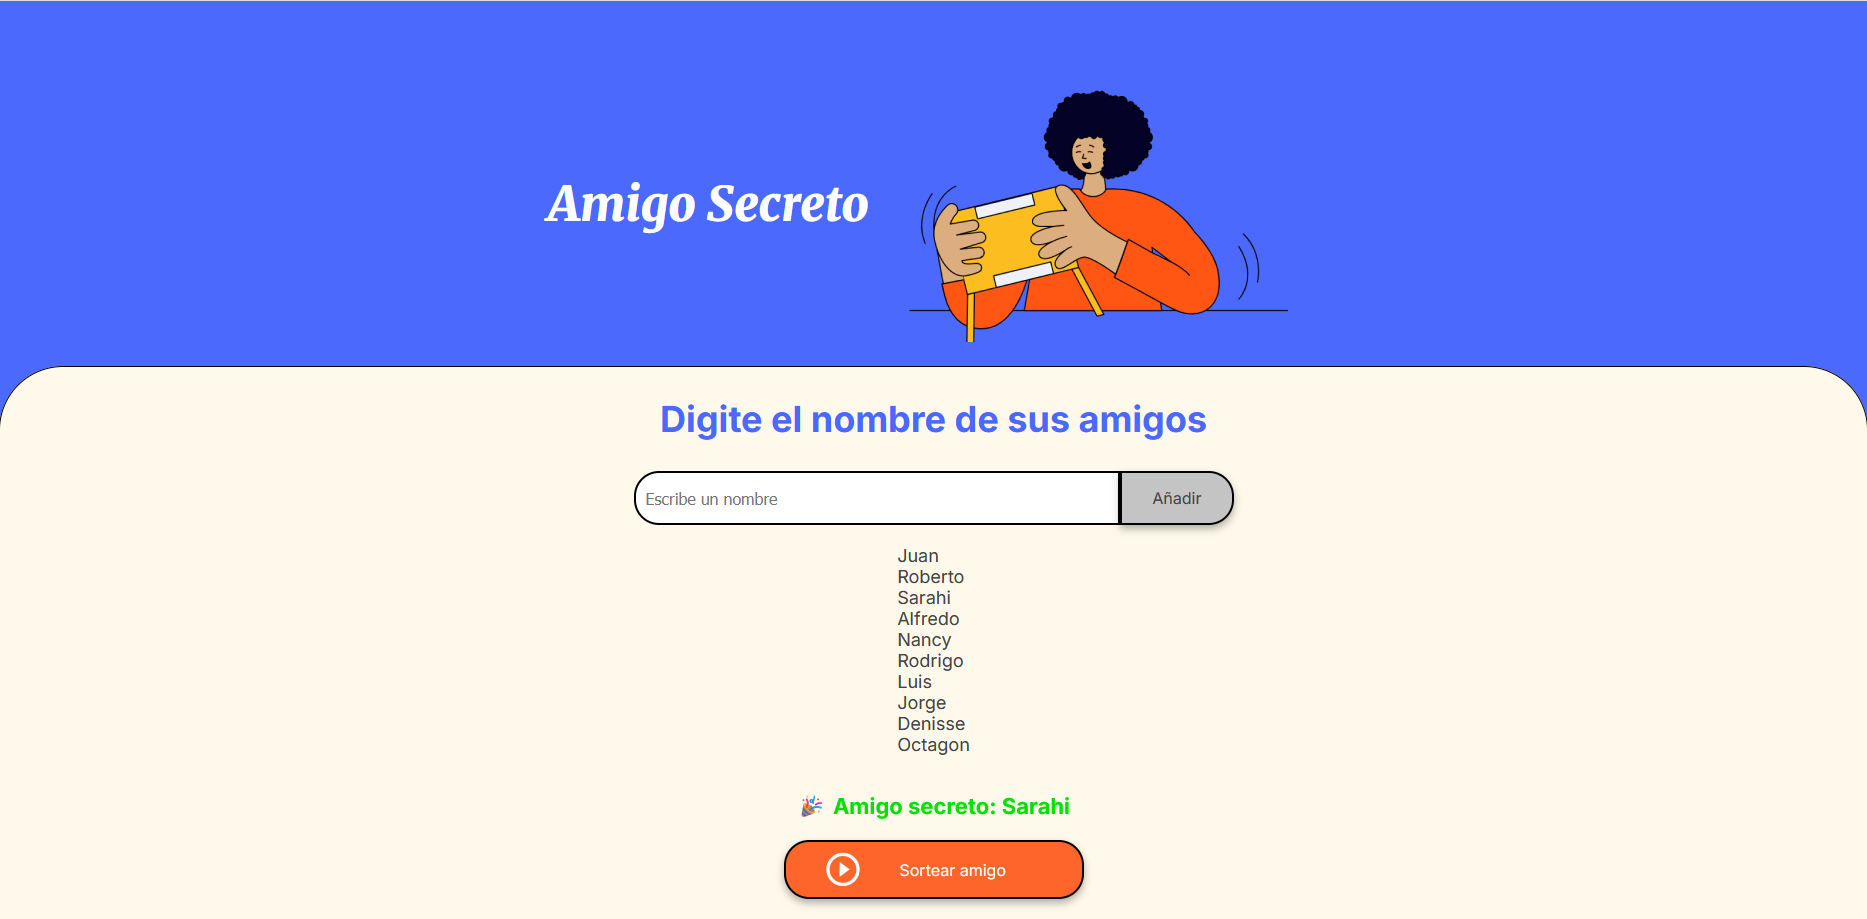 Amigo Secreto
Digite el nombre de sus amigos
Escribe un nombre
Añadir
Juan
Roberto
Sarahi
Alfredo
Nancy
Rodrigo
Luis
Jorge
Denisse
Octagon
🎉 Amigo secreto: Sarahi
Sortear amigo